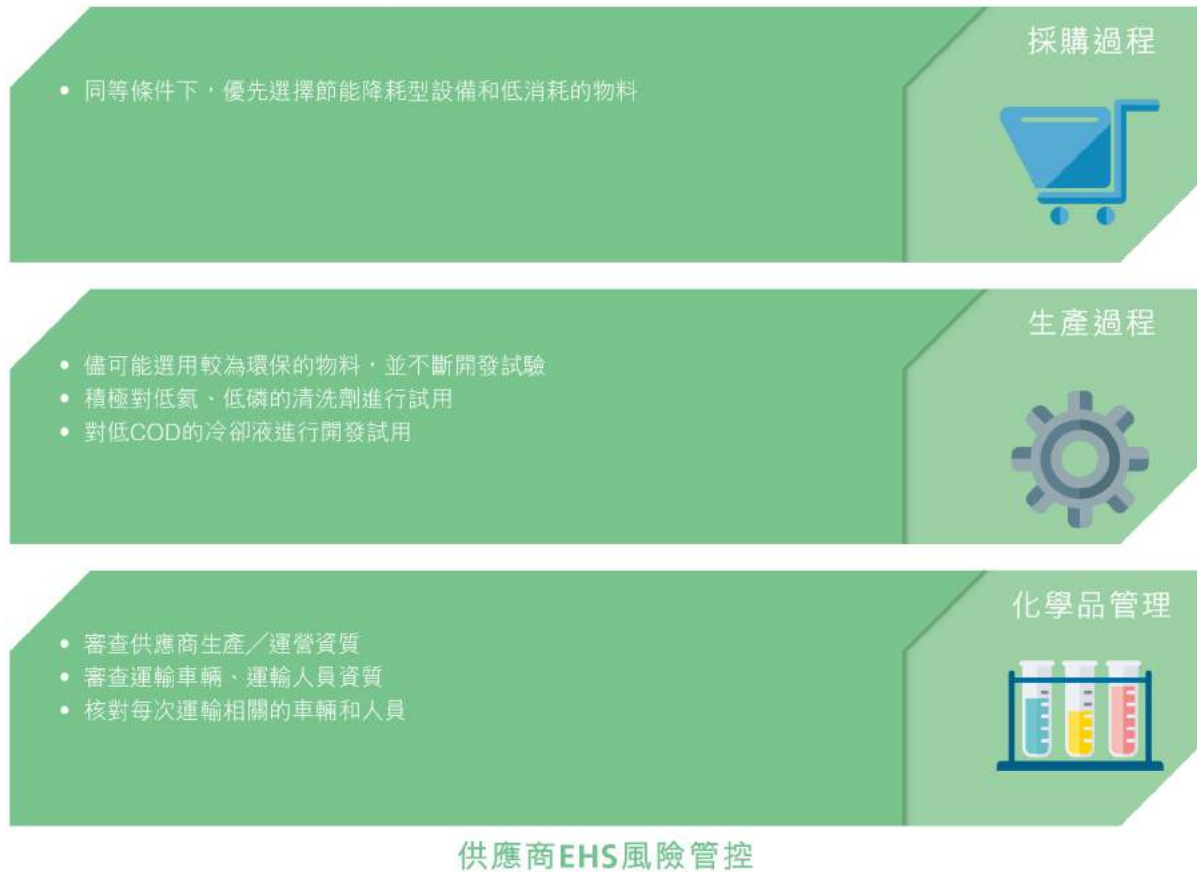 採購過程
• 同等條件下，優先選擇節能降耗型設備和低消耗的物料
生產過程
• 儘可能選用較為環保的物料，並不斷開發試驗
• 積極對低氮、低磷的清洗劑進行試用
• 對低COD的冷卻液進行開發試用
化學品管理
• 審查供應商生產／運營資質
• 審查運輸車輛、運輸人員資質
• 核對每次運輸相關的車輛和人員
供應商EHS風險管控